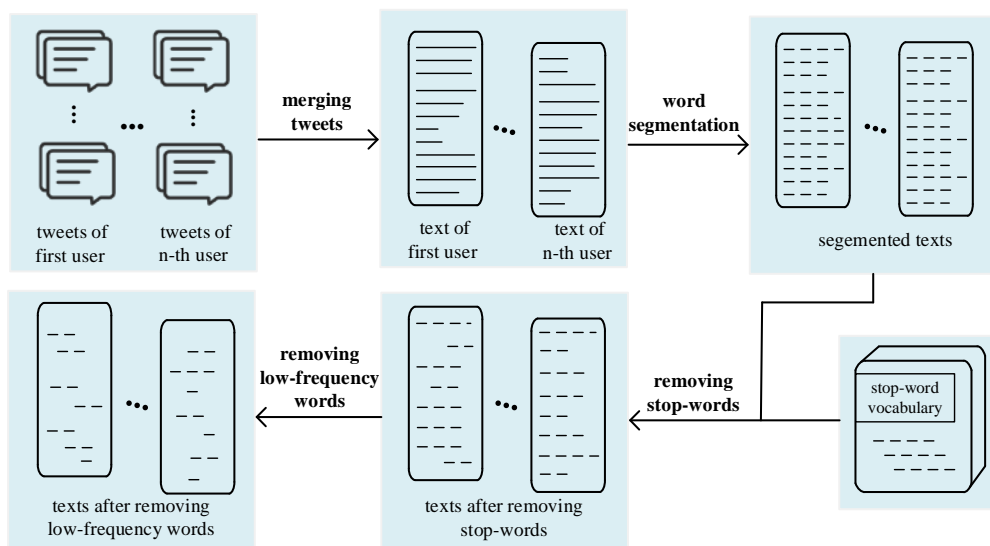 tweets of
first user
tweets of
n-th user
merging
tweets
text of
first user
text of
n-th user
word
segmentation
segemented texts
stop-word
vocabulary
removing
stop-words
texts after removing
stop-words
removing
low-frequency
words
texts after removing
low-frequency words